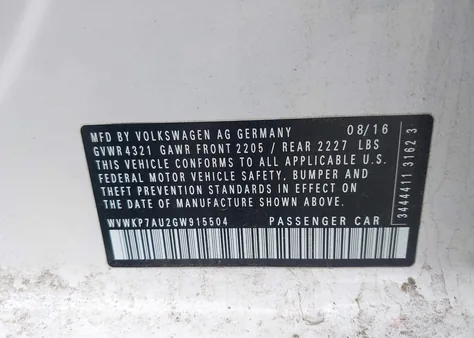 MFD BY VOLKSWAGEN AG GERMANY 08/16
GVWR 4321 GAWR FRONT 2205 / REAR 2227 LBS
THIS VEHICLE CONFORMS TO ALL APPLICABLE U.S.
FEDERAL MOTOR VEHICLE SAFETY, BUMPER AND
THEFT PREVENTION STANDARDS IN EFFECT ON
THE DATE OF MANUFACTURE SHOWN ABOVE.
WVWKP7AU2GW915504 PASSENGER CAR
3444411 3162 3